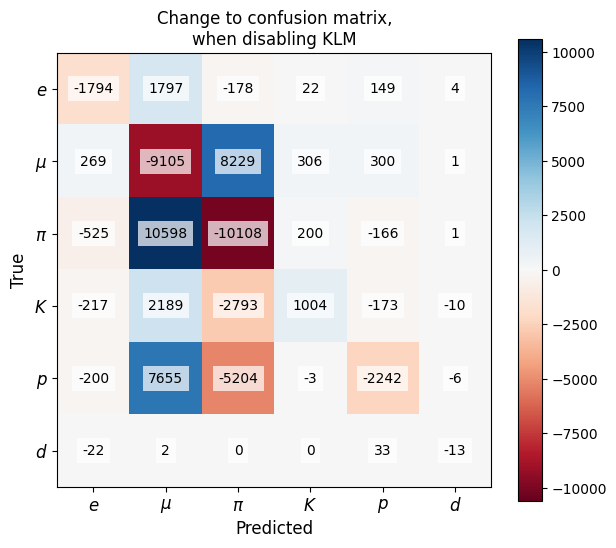 Change to confusion matrix,
when disabling KLM
e -1794 1797 -178 22 149 4
μ 269 -9105 8229 306 300 1
π -525 10598 -10108 200 -166 1
K -217 2189 -2793 1004 -173 -10
p -200 7655 -5204 -3 -2242 -6
d -22 2 0 0 33 -13
e μ π K p d
Predicted
True
10000
7500
5000
2500
0
−2500
−5000
−7500
−10000